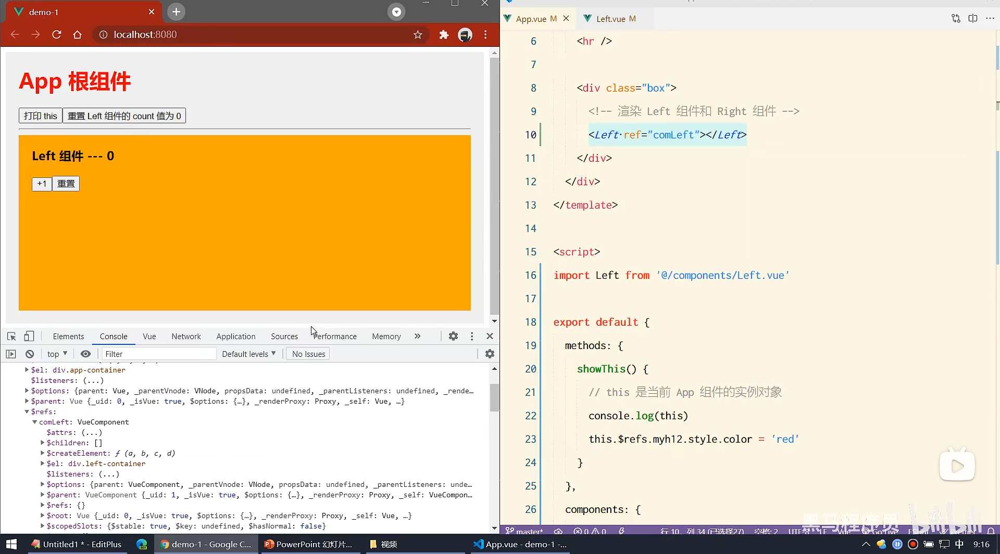 demo-1
localhost:8080
App 根组件
打印 this
重置 Left 组件的 count 值为 0
Left 组件 --- 0
+1
重置
Elements
Console
Vue
Network
Application
Sources
Performance
Memory
top
Filter
Default levels
No Issues
$el: div.app-container
$listeners: (...)
$options: {parent: Vue, _parentVnode: VNode, propsData: undefined, _parentListeners: undefined, _rende…
$parent: Vue {_uid: 0, _isVue: true, $options: {…}, _renderProxy: Proxy, _self: Vue, …}
$refs:
comLeft: VueComponent
$attrs: (...)
$children: []
$createElement: ƒ (a, b, c, d)
$el: div.left-container
$listeners: (...)
$options: {parent: VueComponent, _parentVnode: VNode, propsData: undefined, _parentListeners: unde…
$parent: VueComponent {_uid: 1, _isVue: true, $options: {…}, _renderProxy: Proxy, _self: VueCompon…
$refs: {}
$root: Vue {_uid: 0, _isVue: true, $options: {…}, _renderProxy: Proxy, _self: Vue, …}
$scopedSlots: {$stable: true, $key: undefined, $hasNormal: false}
App.vue M
Left.vue M
6 <hr />
7
8 <div class="box">
9 <!-- 渲染 Left 组件和 Right 组件 -->
10 <Left·ref="comLeft"></Left>
11 </div>
12 </div>
13 </template>
14
15 <script>
16 import Left from '@/components/Left.vue'
17
18 export default {
19 methods: {
20 showThis() {
21 // this 是当前 App 组件的实例对象
22 console.log(this)
23 this.$refs.myh12.style.color = 'red'
24 }
25 },
26 components: {
黑马程序员 bilibili
master* 0 0 行 10，列 34 (已选择27) 空格: 2 UTF-8 LF Vue Go Live ESLint Prettier
Untitled1 * - EditPlus
demo-1 - Google C...
PowerPoint 幻灯片...
视频
App.vue - demo-1 -...
中
9:16